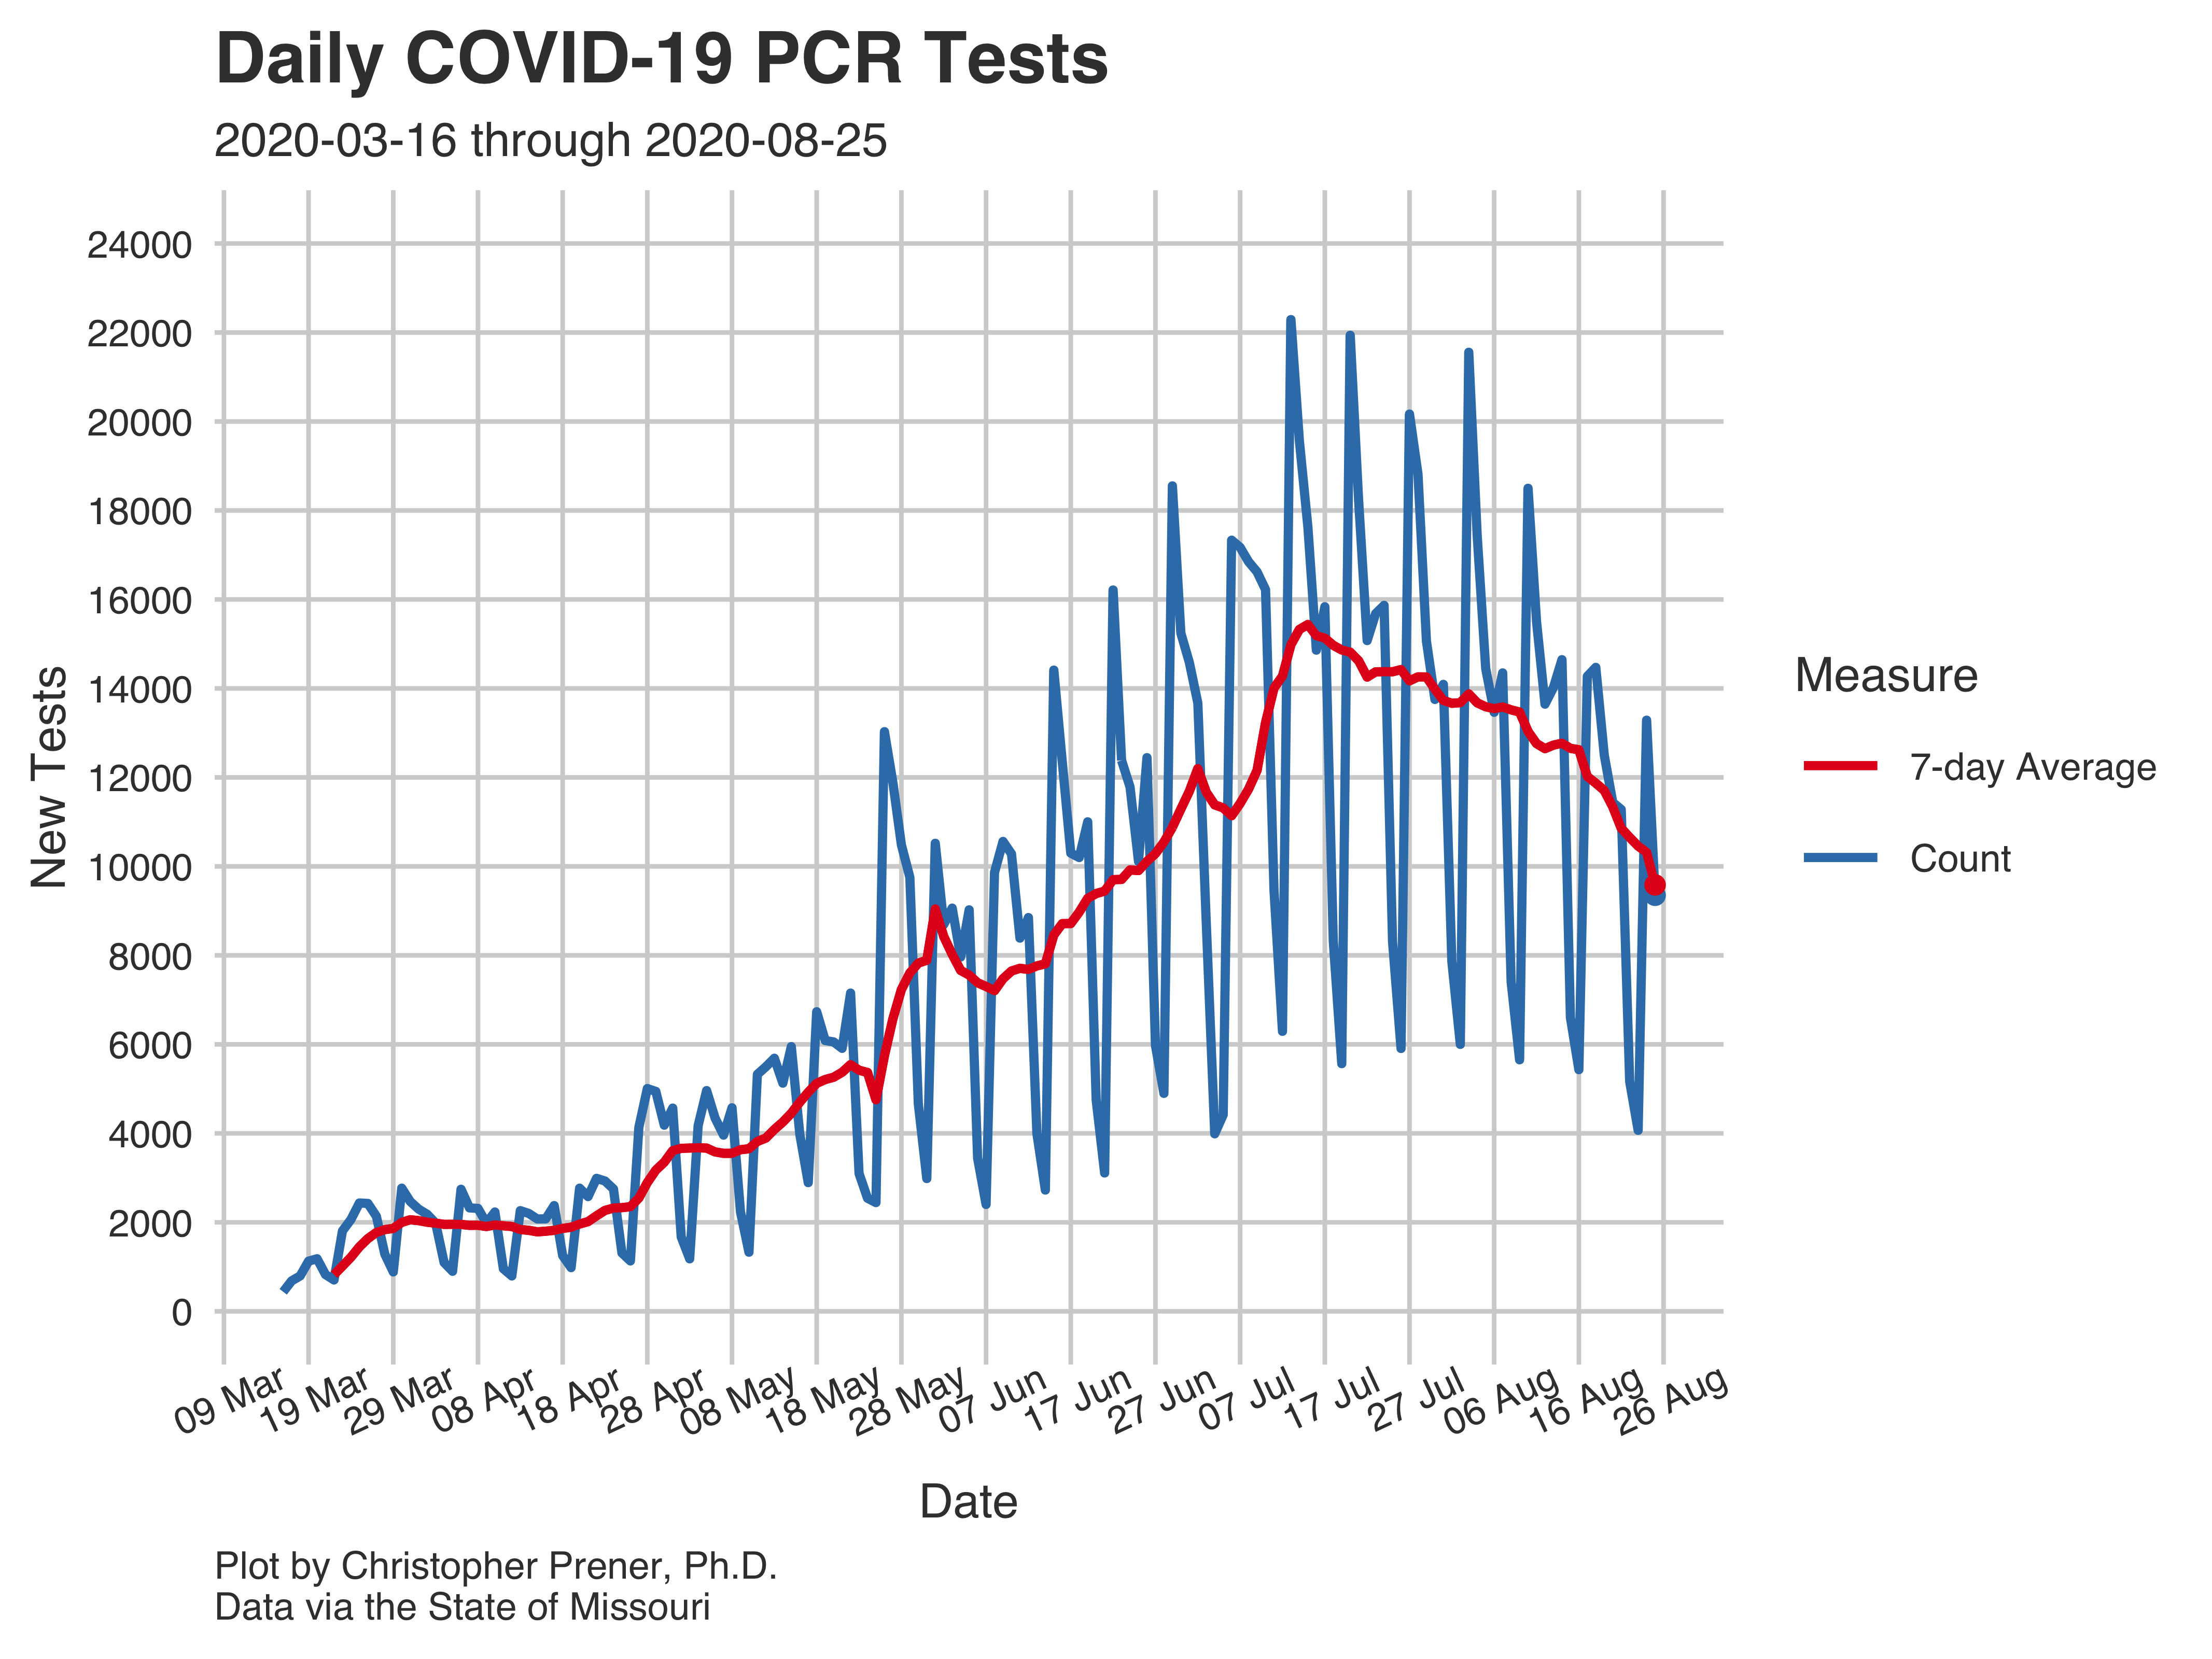 Daily COVID-19 PCR Tests
2020-03-16 through 2020-08-25
24000
22000
20000
18000
16000
14000
12000
10000
8000
6000
4000
2000
0
New Tests
09 Mar
19 Mar
29 Mar
08 Apr
18 Apr
28 Apr
08 May
18 May
28 May
07 Jun
17 Jun
27 Jun
07 Jul
17 Jul
27 Jul
06 Aug
16 Aug
26 Aug
Date
Measure
7-day Average
Count
Plot by Christopher Prener, Ph.D.
Data via the State of Missouri